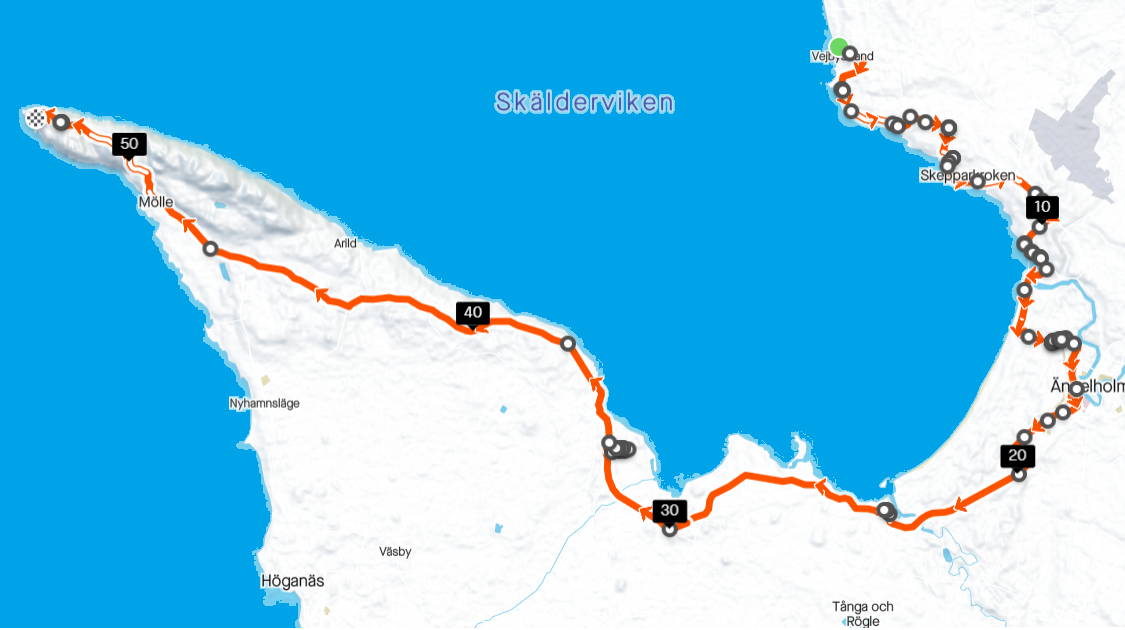 Vejbystrand
Skälderviken
50
Skepparkroken
Mölle
10
Arild
40
Ängelholm
Nyhamnsläge
20
30
Väsby
Höganäs
Tånga och
Rögle